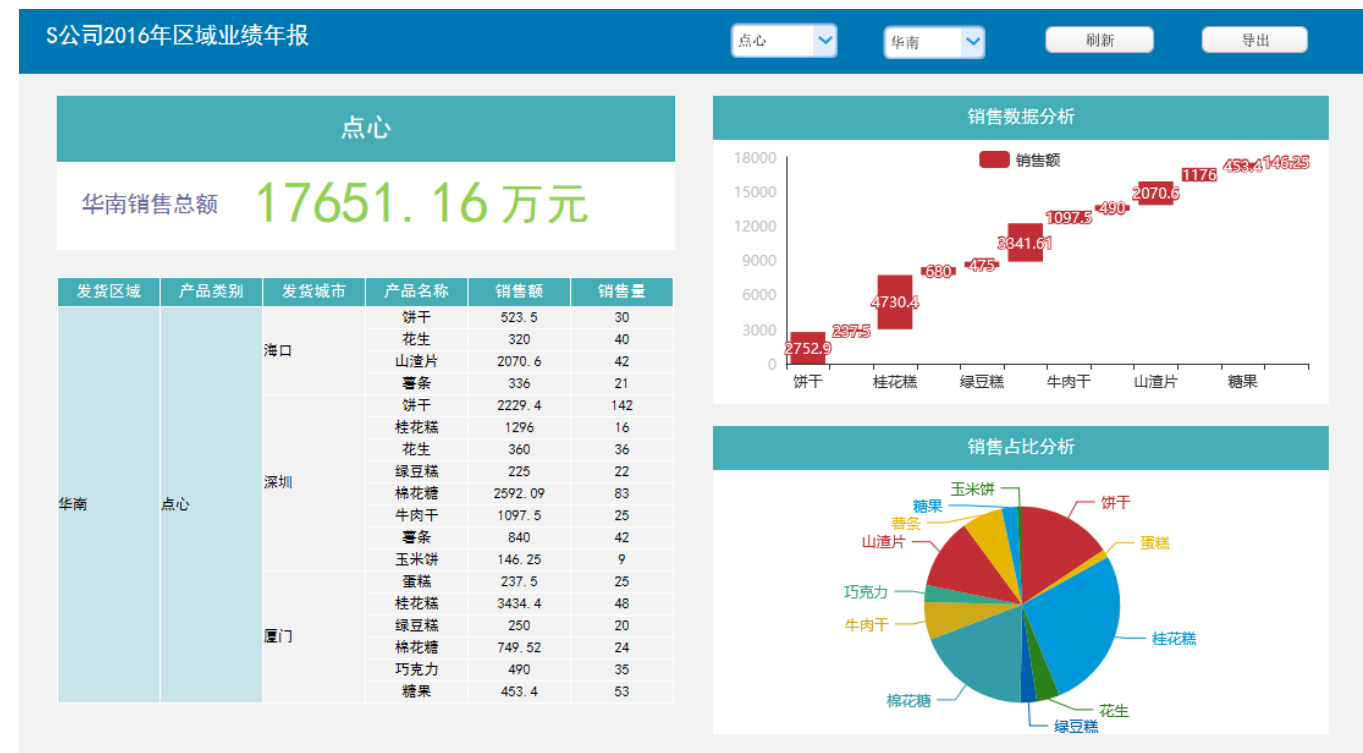 S公司2016年区域业绩年报
点心 华南 刷新 导出
点心
华南销售总额 17651.16万元
发货区域 产品类别 发货城市 产品名称 销售额 销售量
华南 点心
海口
饼干 523.5 30
花生 320 40
山渣片 2070.6 42
薯条 336 21
深圳
饼干 2229.4 142
桂花糕 1296 16
花生 360 36
绿豆糕 225 22
棉花糖 2592.09 83
牛肉干 1097.5 25
薯条 840 42
玉米饼 146.25 9
厦门
蛋糕 237.5 25
桂花糕 3434.4 48
绿豆糕 250 20
棉花糖 749.52 24
巧克力 490 35
糖果 453.4 53
销售数据分析
销售额
18000
15000
12000
9000
6000
3000
0
2752.9 237.5 4730.4 680 475 3341.61 1097.5 490 2070.6 1176 453.4 146.25
饼干 桂花糕 绿豆糕 牛肉干 山渣片 糖果
销售占比分析
玉米饼
糖果
薯条
山渣片
巧克力
牛肉干
棉花糖
饼干
蛋糕
桂花糕
花生
绿豆糕